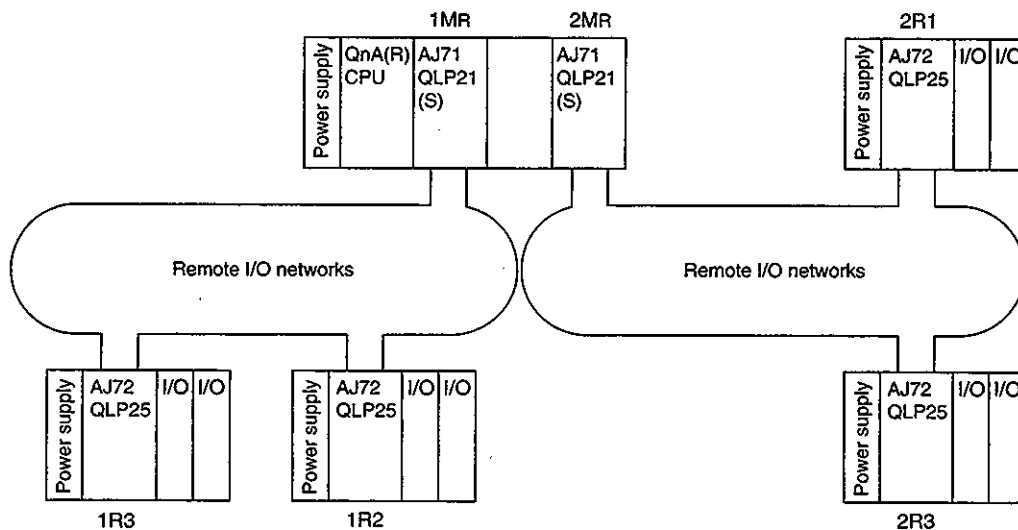 1MR
2MR
2R1
Power supply
QnA(R)
CPU
AJ71
QLP21
(S)
AJ71
QLP21
(S)
Power supply
AJ72
QLP25
I/O
I/O
Remote I/O networks
Remote I/O networks
Power supply
AJ72
QLP25
I/O
I/O
Power supply
AJ72
QLP25
I/O
I/O
Power supply
AJ72
QLP25
I/O
I/O
1R3
1R2
2R3